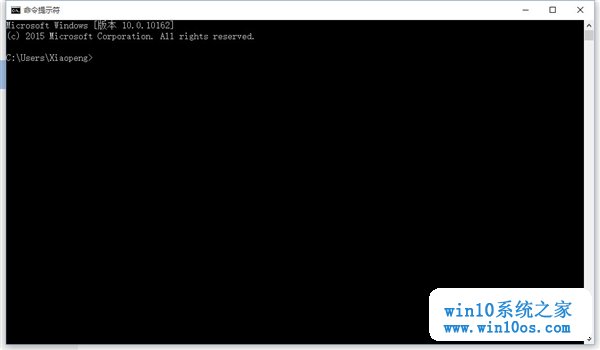 命令提示符
Microsoft Windows [版本 10.0.10162]
(c) 2015 Microsoft Corporation. All rights reserved.
C:\Users\Xiaopeng>
win10系统之家
www.win10os.com